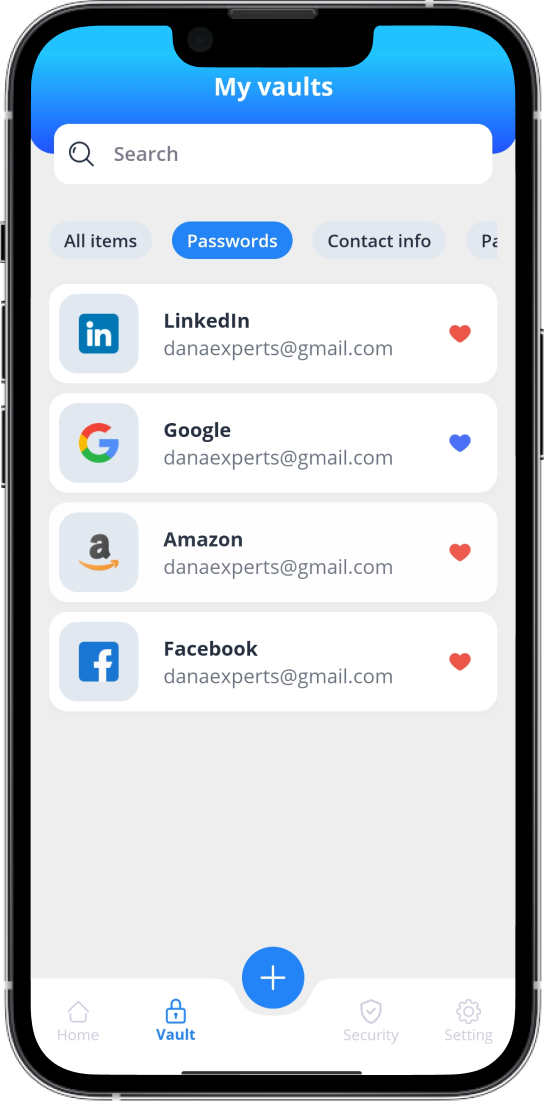 My vaults
Search
All items Passwords Contact info Pa
LinkedIn
danaexperts@gmail.com
Google
danaexperts@gmail.com
Amazon
danaexperts@gmail.com
Facebook
danaexperts@gmail.com
Home Vault Security Setting